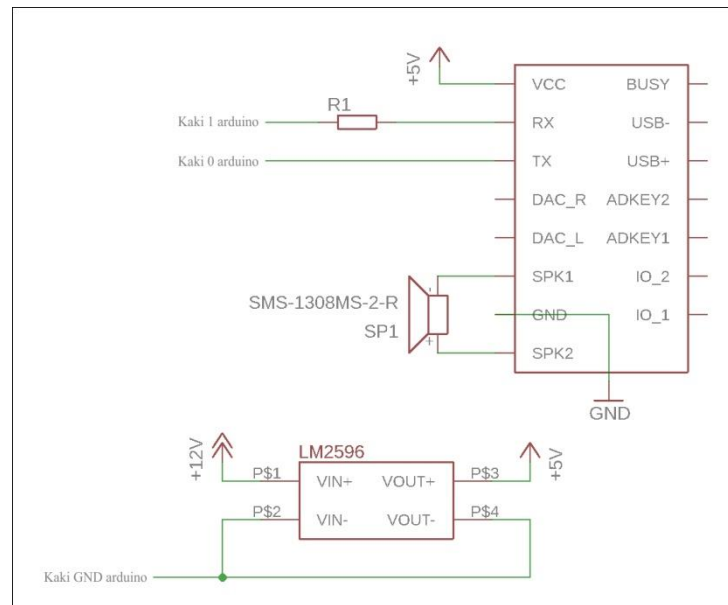 +5V
VCC
BUSY
R1
Kaki 1 arduino
RX
USB-
Kaki 0 arduino
TX
USB+
DAC_R
ADKEY2
DAC_L
ADKEY1
SPK1
IO_2
SMS-1308MS-2-R
-
GND
IO_1
SP1
+
SPK2
GND
+12V
LM2596
+5V
P$1
VIN+
VOUT+
P$3
P$2
VIN-
VOUT-
P$4
Kaki GND arduino